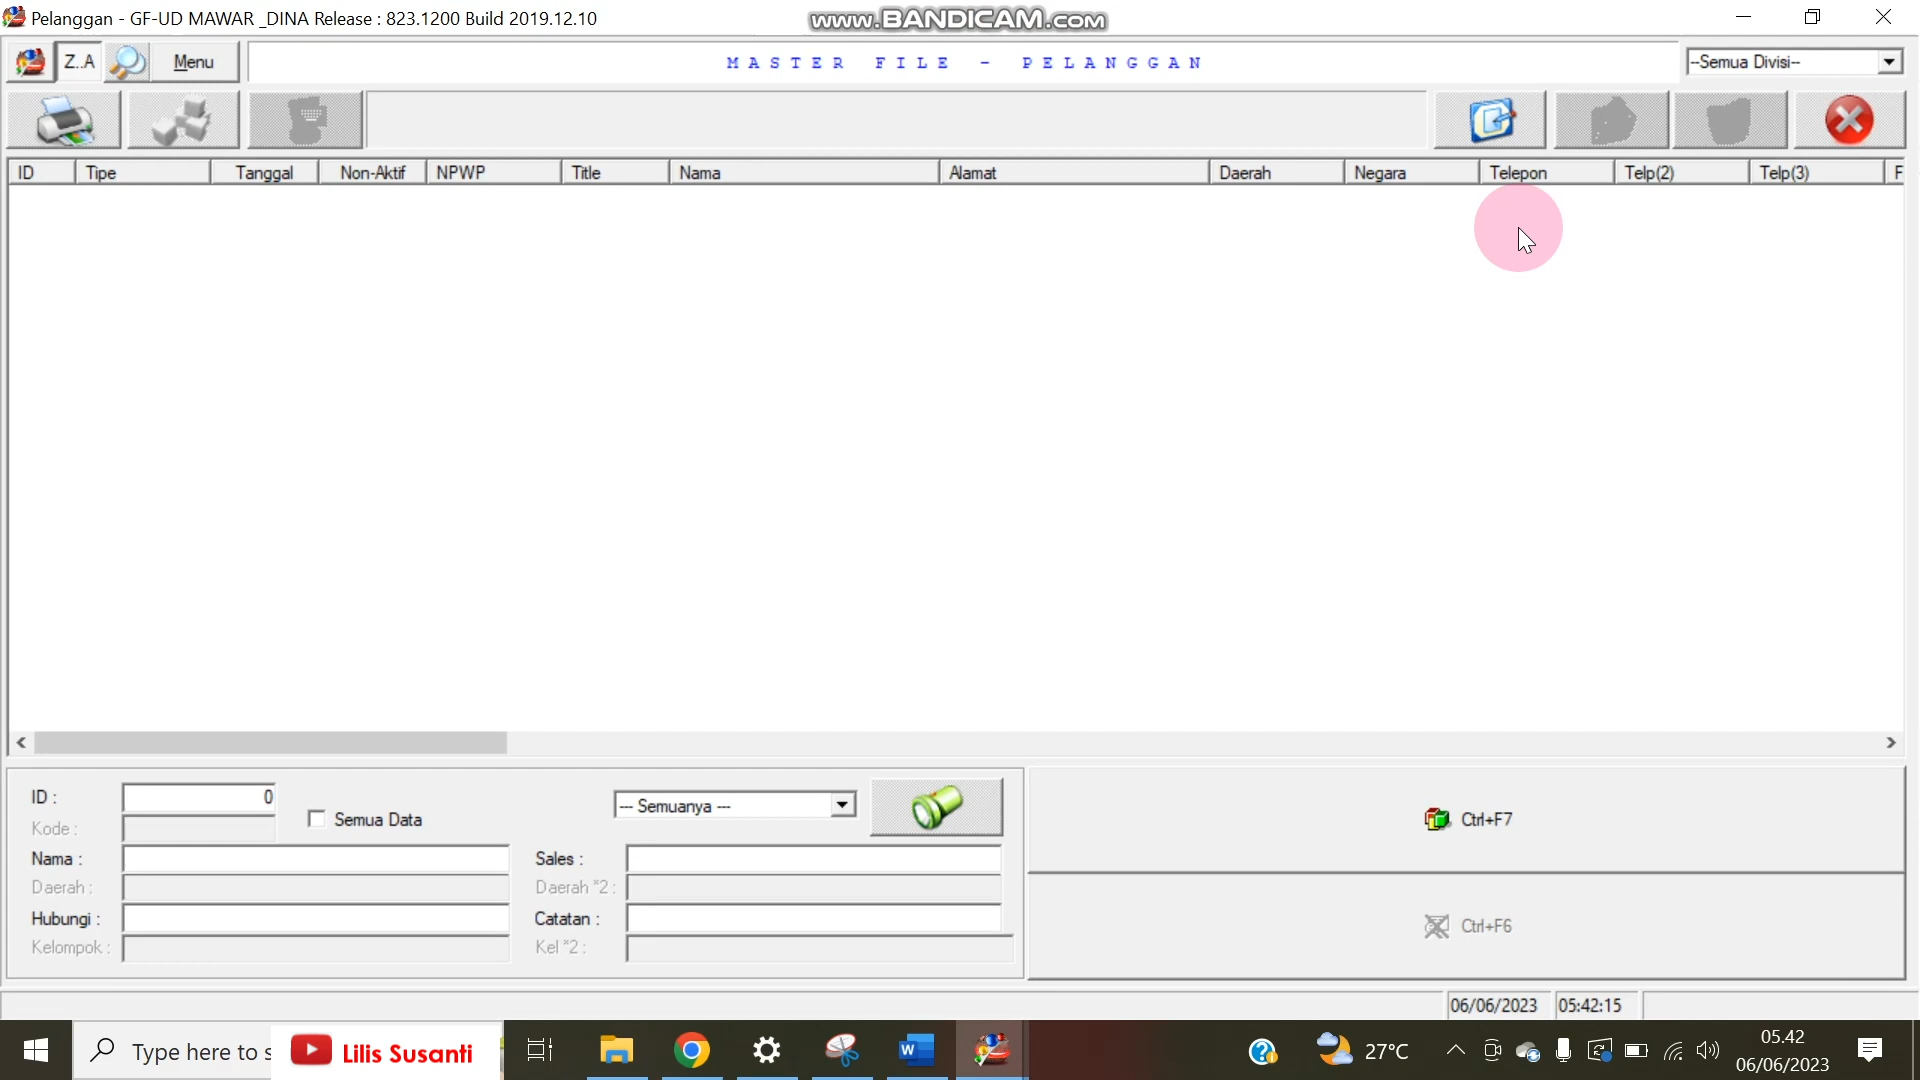 Pelanggan - GF-UD MAWAR _DINA Release : 823.1200 Build 2019.12.10
www.BANDICAM.com
Z..A
Menu
MASTER FILE - PELANGGAN
--Semua Divisi--
ID Tipe Tanggal Non-Aktif NPWP Title Nama Alamat Daerah Negara Telepon Telp(2) Telp(3) F
ID : 0
Kode :
Semua Data
--- Semuanya ---
Ctrl+F7
Nama :
Sales :
Daerah :
Daerah *2 :
Hubungi :
Catatan :
Kelompok :
Kel *2 :
Ctrl+F6
06/06/2023 05:42:15
Type here to s
Lilis Susanti
27°C
05.42
06/06/2023